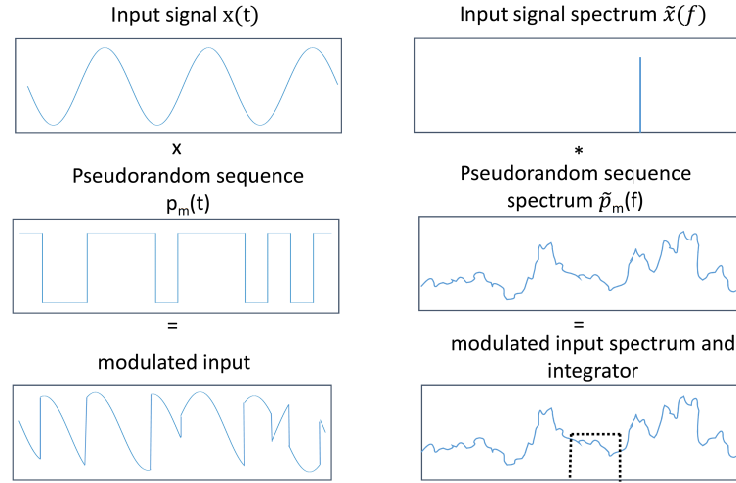 Input signal x(t)
x
Pseudorandom sequence
pₘ(t)
=
modulated input
Input signal spectrum x̃(f)
*
Pseudorandom secuence
spectrum p̃ₘ(f)
=
modulated input spectrum and
integrator